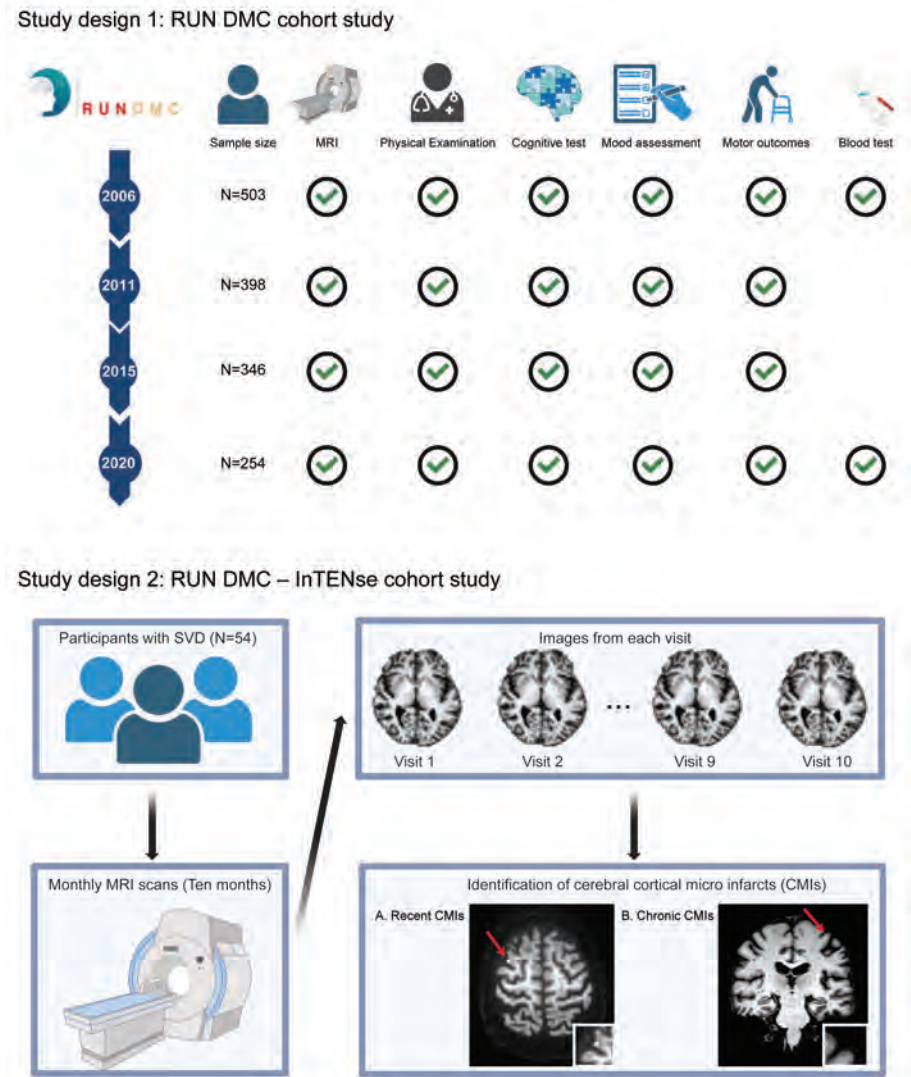 Study design 1: RUN DMC cohort study
RUNDMC
Sample size MRI Physical Examination Cognitive test Mood assessment Motor outcomes Blood test
2006 N=503
2011 N=398
2015 N=346
2020 N=254
Study design 2: RUN DMC – InTENse cohort study
Participants with SVD (N=54)
Images from each visit
...
Visit 1 Visit 2 Visit 9 Visit 10
Monthly MRI scans (Ten months)
Identification of cerebral cortical micro infarcts (CMIs)
A. Recent CMIs B. Chronic CMIs